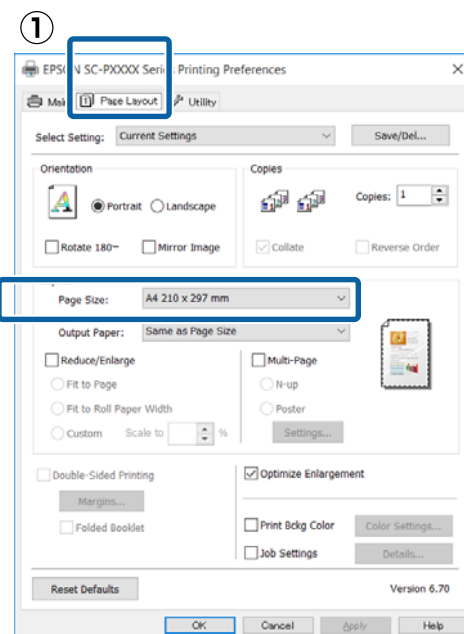 ①
EPSON SC-PXXXX Series Printing Preferences
Main Page Layout Utility
Select Setting: Current Settings Save/Del...
Orientation Copies
Portrait Landscape Copies: 1
Rotate 180° Mirror Image Collate Reverse Order
Page Size: A4 210 x 297 mm
Output Paper: Same as Page Size
Reduce/Enlarge Multi-Page
Fit to Page N-up
Fit to Roll Paper Width Poster
Custom Scale to % Settings...
Double-Sided Printing Optimize Enlargement
Margins...
Folded Booklet Print Bckg Color Color Settings...
Job Settings Details...
Reset Defaults Version 6.70
OK Cancel Apply Help